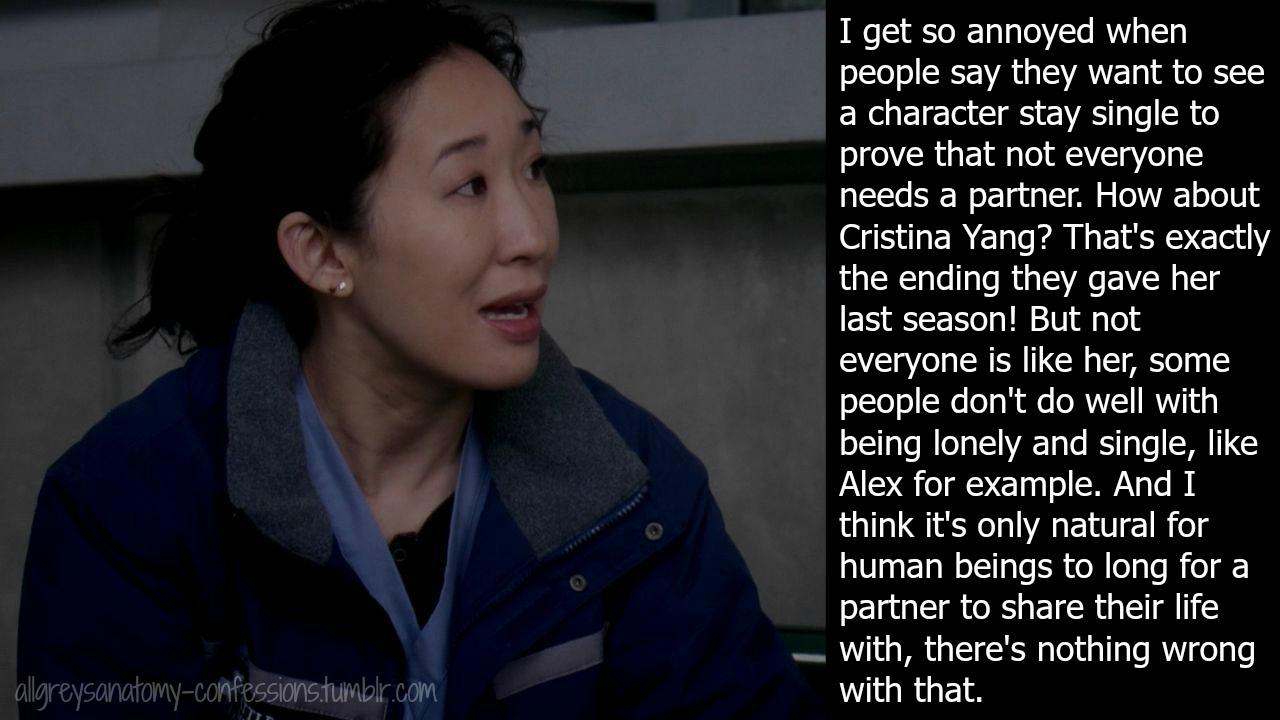 I get so annoyed when
people say they want to see
a character stay single to
prove that not everyone
needs a partner. How about
Cristina Yang? That's exactly
the ending they gave her
last season! But not
everyone is like her, some
people don't do well with
being lonely and single, like
Alex for example. And I
think it's only natural for
human beings to long for a
partner to share their life
with, there's nothing wrong
with that.
allgreysanatomy-confessions.tumblr.com